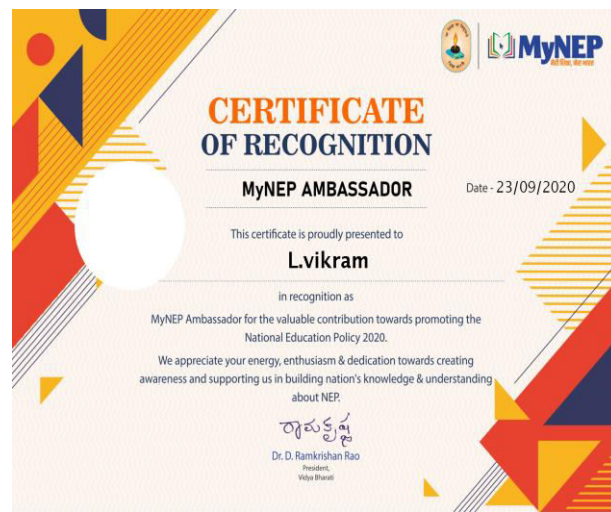 MyNEP
CERTIFICATE
OF RECOGNITION
MyNEP AMBASSADOR
Date - 23/09/2020
This certificate is proudly presented to
L.vikram
in recognition as
MyNEP Ambassador for the valuable contribution towards promoting the
National Education Policy 2020.
We appreciate your energy, enthusiasm & dedication towards creating
awareness and supporting us in building nation's knowledge & understanding
about NEP.
రామకృష్ణ
Dr. D. Ramkrishan Rao
President,
Vidya Bharati